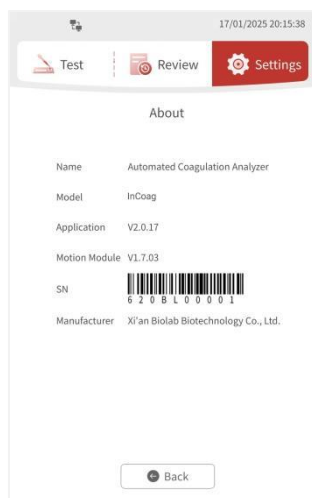 17/01/2025 20:15:38
Test Review Settings
About
Name Automated Coagulation Analyzer
Model InCoag
Application V2.0.17
Motion Module V1.7.03
SN 620BL00001
Manufacturer Xi'an Biolab Biotechnology Co., Ltd.
Back